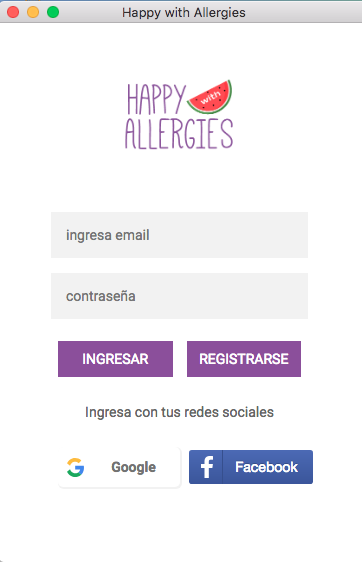 Happy with Allergies
HAPPY with
ALLERGIES
ingresa email
contraseña
INGRESAR REGISTRARSE
Ingresa con tus redes sociales
Google Facebook